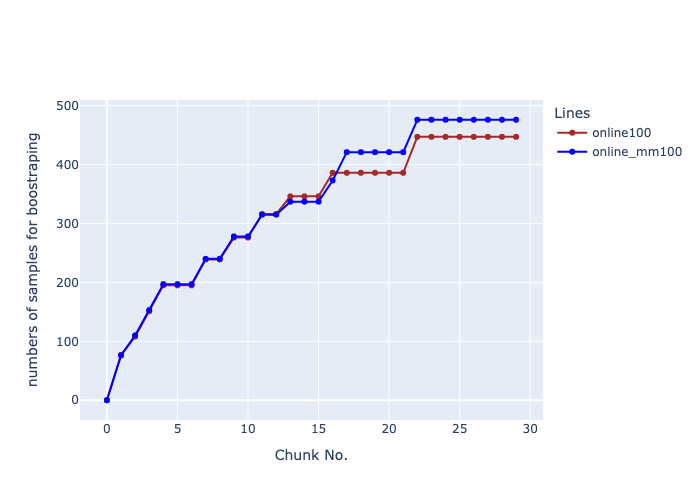 Lines
online100
online_mm100
500
400
300
200
100
0
numbers of samples for boostraping
0 5 10 15 20 25 30
Chunk No.